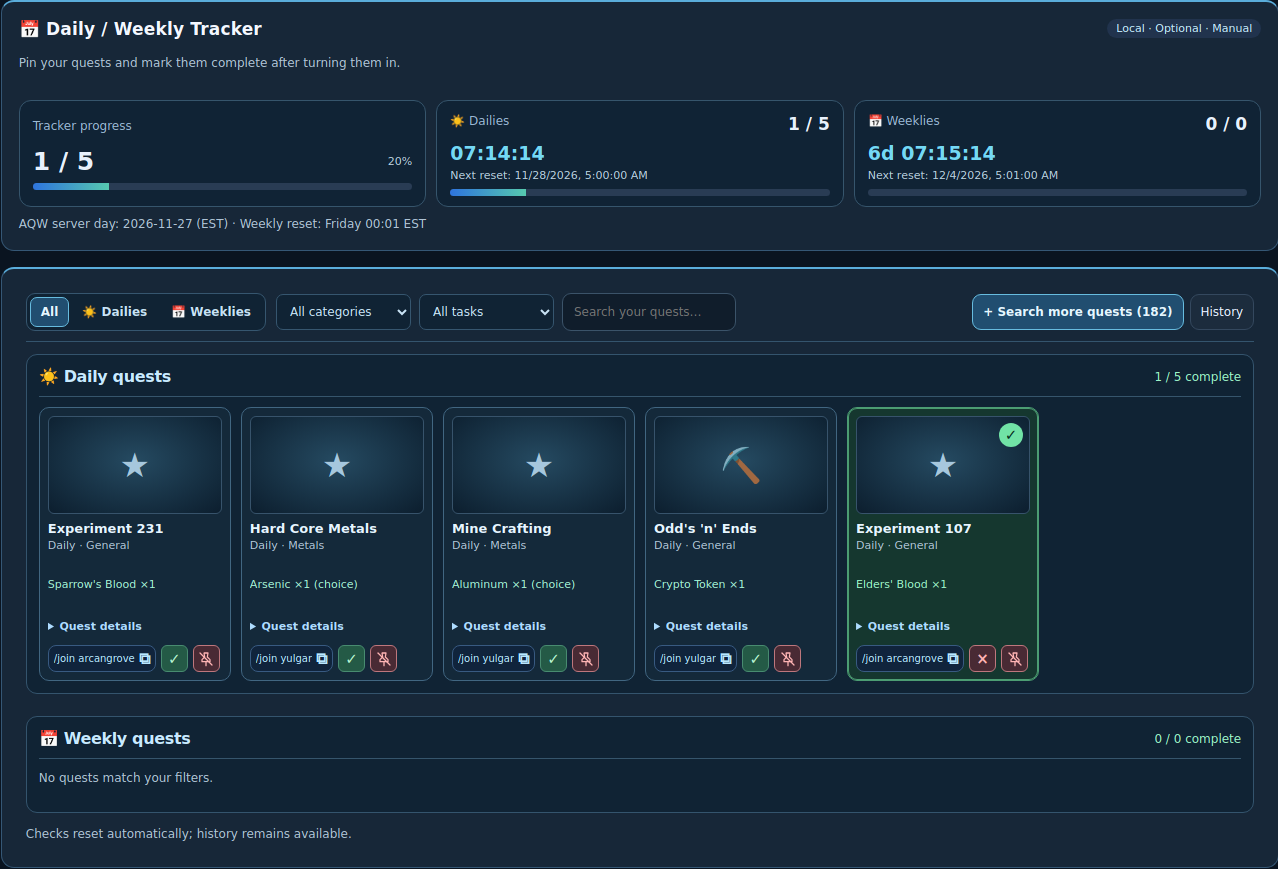 📅 Daily / Weekly Tracker
Local · Optional · Manual
Pin your quests and mark them complete after turning them in.
Tracker progress
1 / 5
20%
☀️ Dailies
1 / 5
07:14:14
Next reset: 11/28/2026, 5:00:00 AM
📅 Weeklies
0 / 0
6d 07:15:14
Next reset: 12/4/2026, 5:01:00 AM
AQW server day: 2026-11-27 (EST) · Weekly reset: Friday 00:01 EST
All
☀️ Dailies
📅 Weeklies
All categories
All tasks
Search your quests...
+ Search more quests (182)
History
☀️ Daily quests
1 / 5 complete
Experiment 231
Daily · General
Sparrow's Blood ×1
Quest details
/join arcangrove
Hard Core Metals
Daily · Metals
Arsenic ×1 (choice)
Quest details
/join yulgar
Mine Crafting
Daily · Metals
Aluminum ×1 (choice)
Quest details
/join yulgar
Odd's 'n' Ends
Daily · General
Crypto Token ×1
Quest details
/join yulgar
Experiment 107
Daily · General
Elders' Blood ×1
Quest details
/join arcangrove
📅 Weekly quests
0 / 0 complete
No quests match your filters.
Checks reset automatically; history remains available.